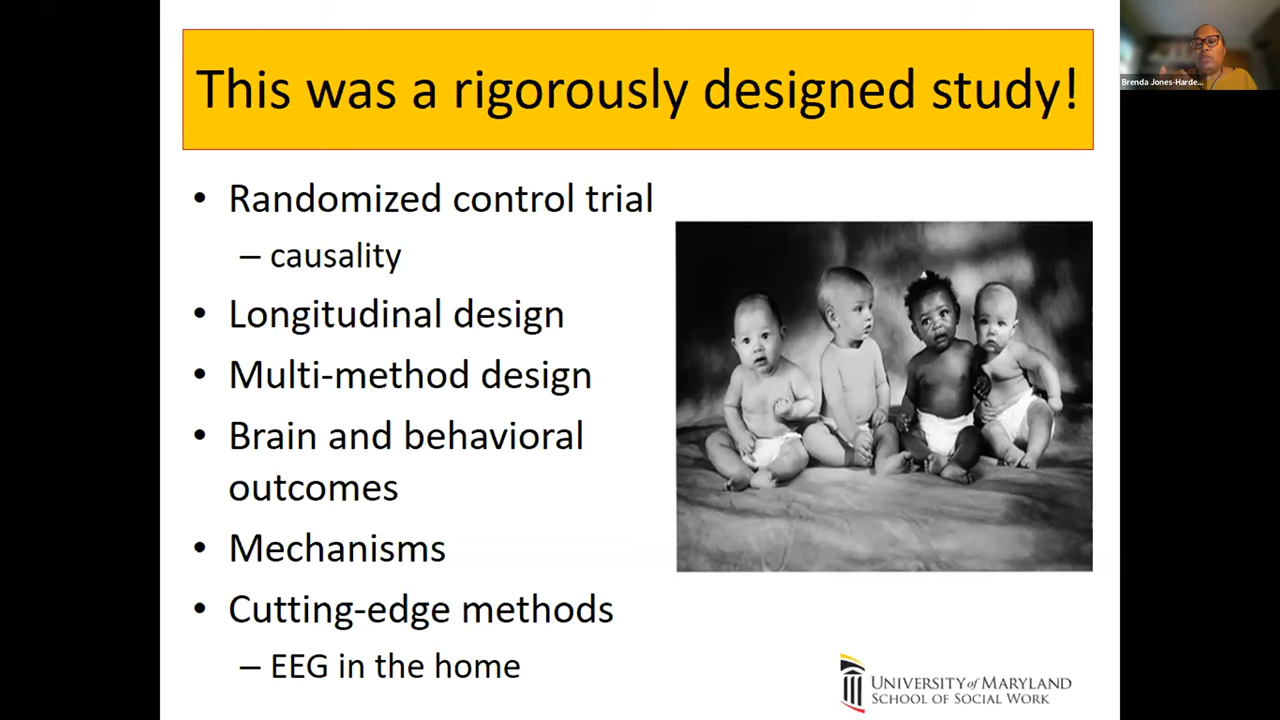 This was a rigorously designed study!
Brenda Jones-Harde...
• Randomized control trial
– causality
• Longitudinal design
• Multi-method design
• Brain and behavioral
outcomes
• Mechanisms
• Cutting-edge methods
– EEG in the home
UNIVERSITY of MARYLAND
SCHOOL OF SOCIAL WORK